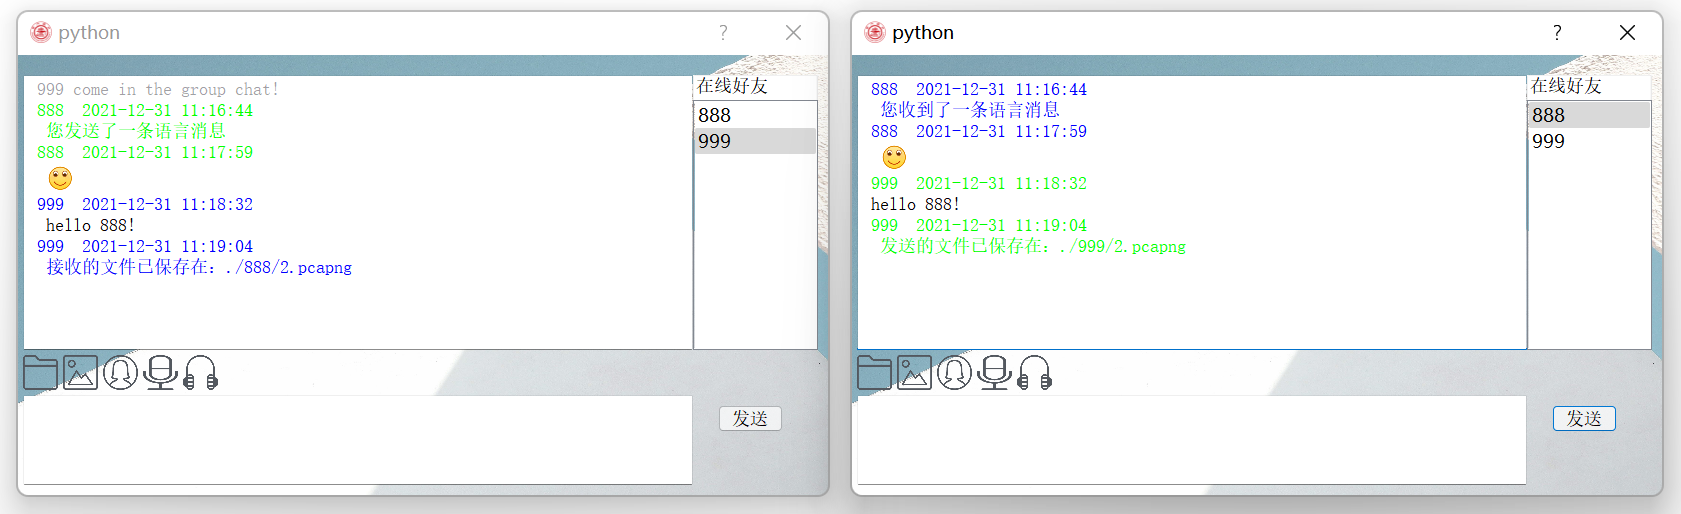 python
?
999 come in the group chat!
888 2021-12-31 11:16:44
您发送了一条语言消息
888 2021-12-31 11:17:59
999 2021-12-31 11:18:32
hello 888!
999 2021-12-31 11:19:04
接收的文件已保存在：./888/2.pcapng
在线好友
888
999
发送
python
?
888 2021-12-31 11:16:44
您收到了一条语言消息
888 2021-12-31 11:17:59
999 2021-12-31 11:18:32
hello 888!
999 2021-12-31 11:19:04
发送的文件已保存在：./999/2.pcapng
在线好友
888
999
发送